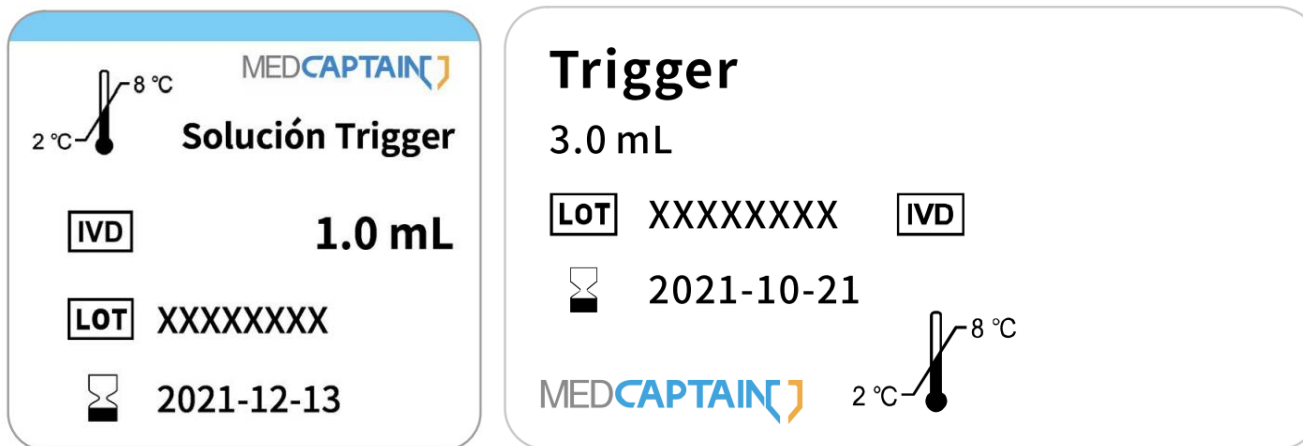 MEDCAPTAIN
8 °C
2 °C
Solución Trigger
IVD
1.0 mL
LOT XXXXXXXX
2021-12-13
Trigger
3.0 mL
LOT XXXXXXXX IVD
2021-10-21
8 °C
2 °C
MEDCAPTAIN